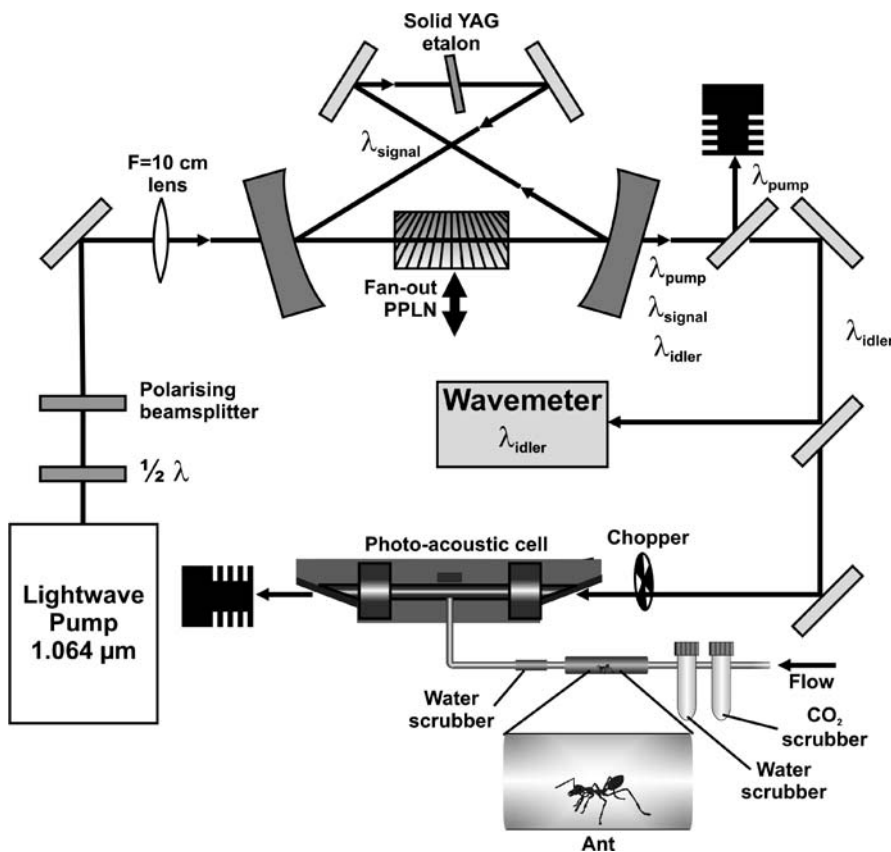 Solid YAG
etalon
F=10 cm
lens
λsignal
λpump
Fan-out
PPLN
λpump
λsignal
λidler
λidler
Polarising
beamsplitter
Wavemeter
λidler
½ λ
Lightwave
Pump
1.064 µm
Photo-acoustic cell
Chopper
Water
scrubber
Flow
CO₂
scrubber
Water
scrubber
Ant